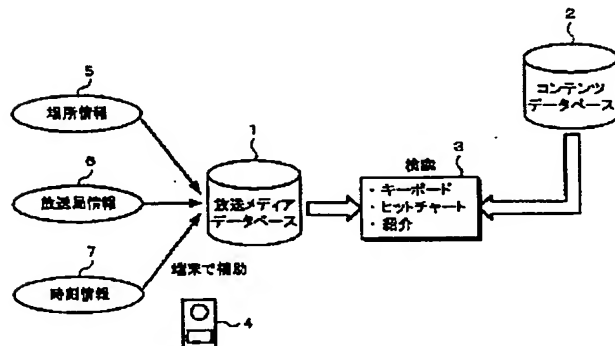 2
コンテンツ
データベース
5
場所情報
1
放送メディア
データベース
検索
3
・キーボード
・ヒットチャート
・紹介
6
放送局情報
7
時刻情報
端末で補助
4